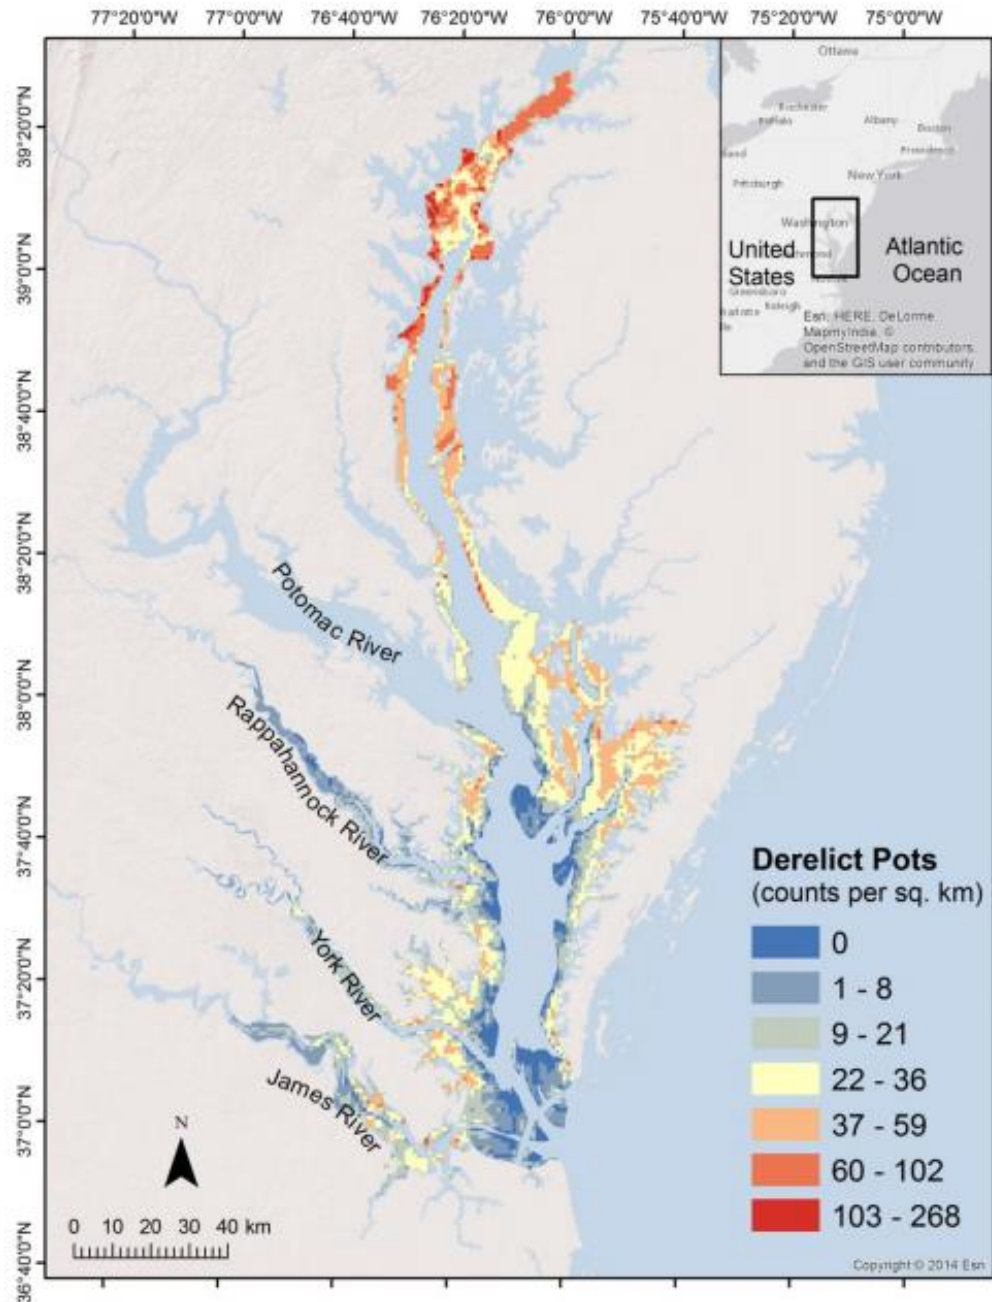 77°20'0"W 77°0'0"W 76°40'0"W 76°20'0"W 76°0'0"W 75°40'0"W 75°20'0"W 75°0'0"W
Ottawa
Rochester
Buffalo
Albany
Boston
Providence
New York
Pittsburgh
Washington
United
States
Atlantic
Ocean
Greensboro
Raleigh
Esri, HERE, DeLorme
MapmyIndia, ©
OpenStreetMap contributors,
and the GIS user community
39°20'0"N
39°0'0"N
38°40'0"N
38°20'0"N
38°0'0"N
37°40'0"N
37°20'0"N
37°0'0"N
36°40'0"N
Potomac River
Rappahannock River
York River
James River
N
0 10 20 30 40 km
Derelict Pots
(counts per sq. km)
0
1 - 8
9 - 21
22 - 36
37 - 59
60 - 102
103 - 268
Copyright © 2014 Esri